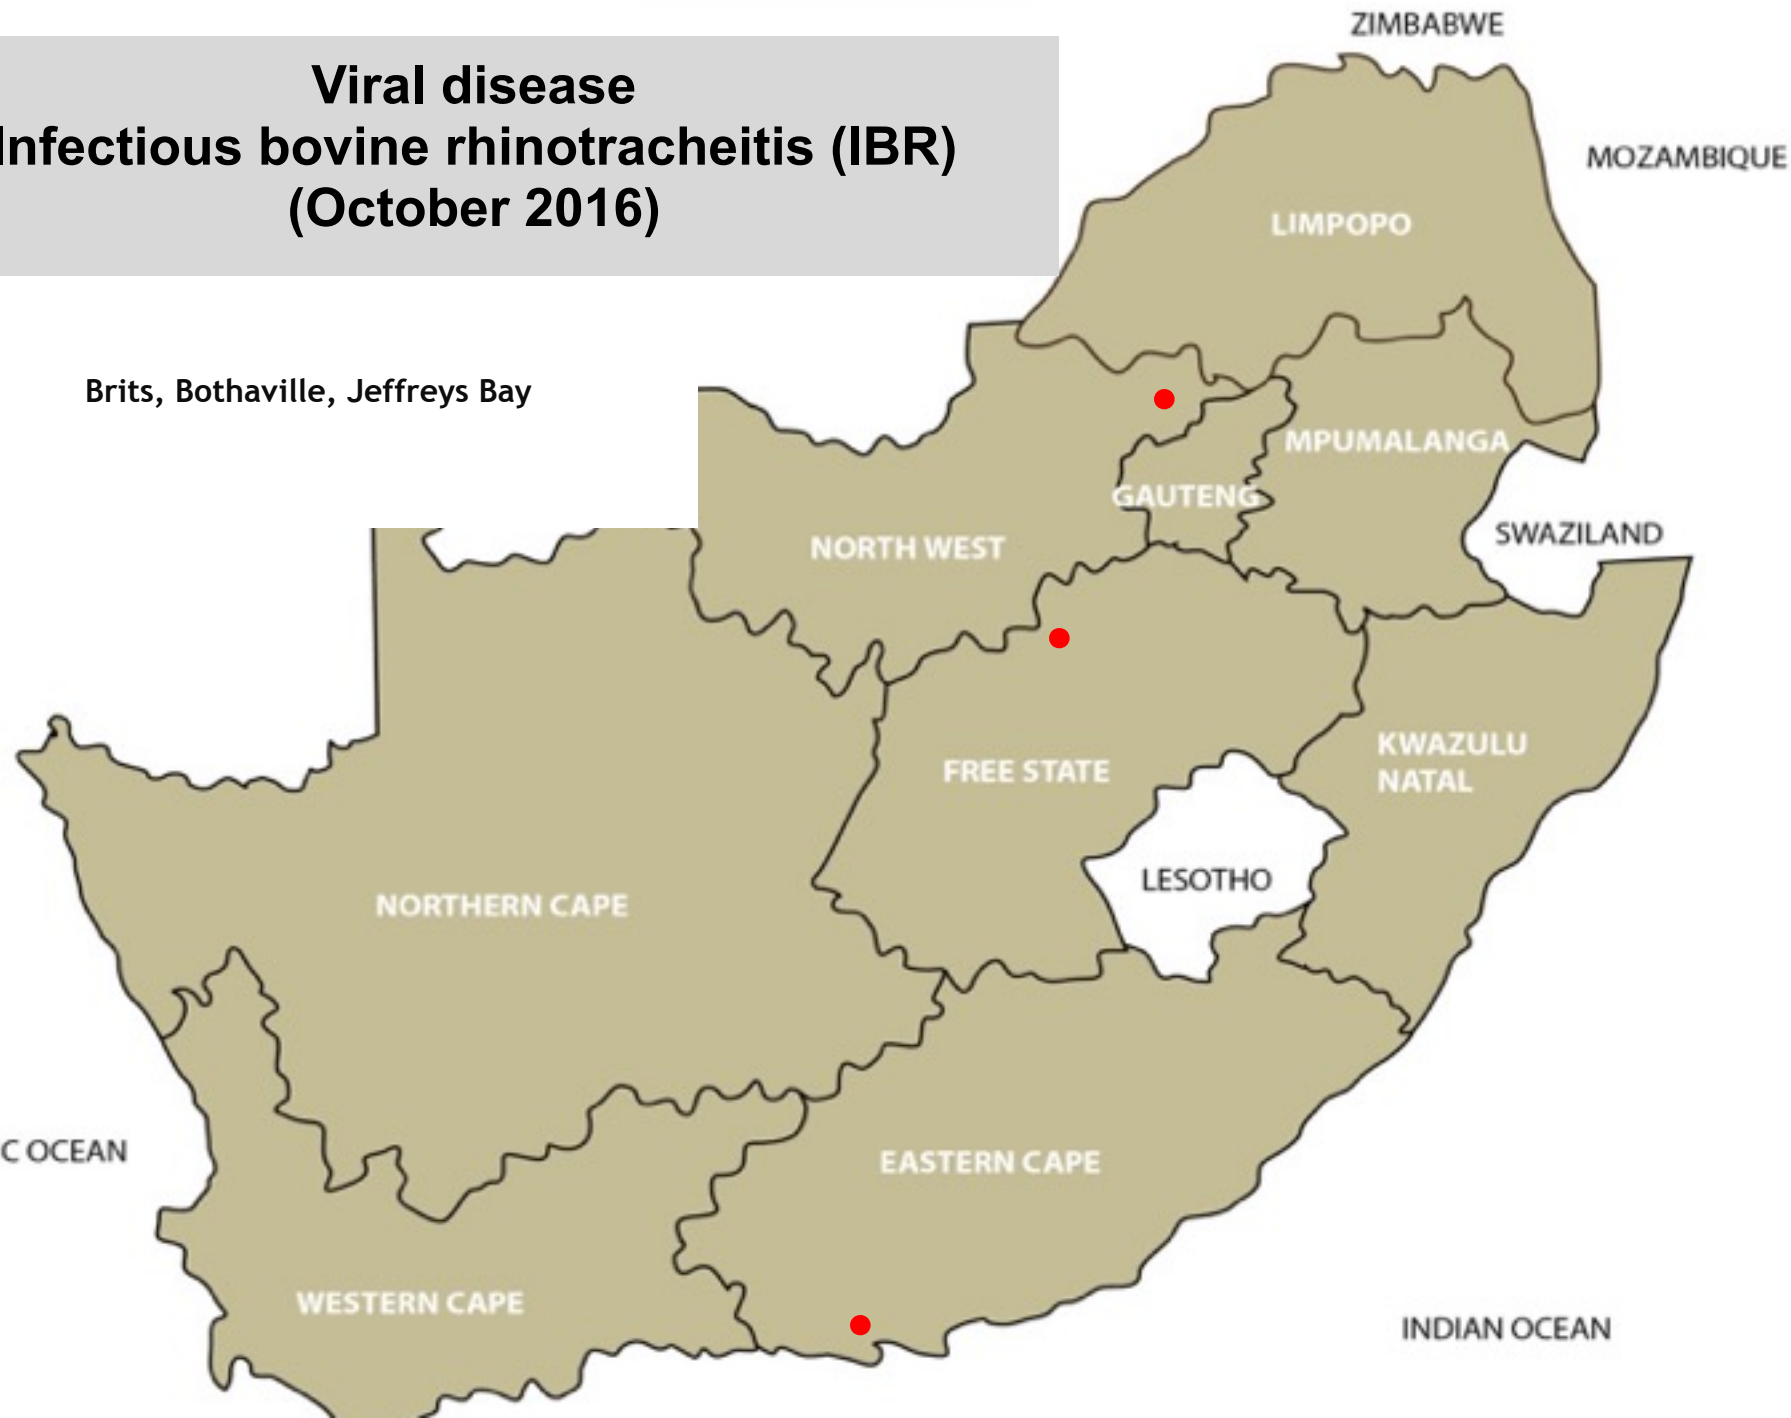 ZIMBABWE
Viral disease
Infectious bovine rhinotracheitis (IBR)
(October 2016)
MOZAMBIQUE
LIMPOPO
Brits, Bothaville, Jeffreys Bay
MPUMALANGA
GAUTENG
SWAZILAND
NORTH WEST
KWAZULU
NATAL
FREE STATE
LESOTHO
NORTHERN CAPE
C OCEAN
EASTERN CAPE
WESTERN CAPE
INDIAN OCEAN